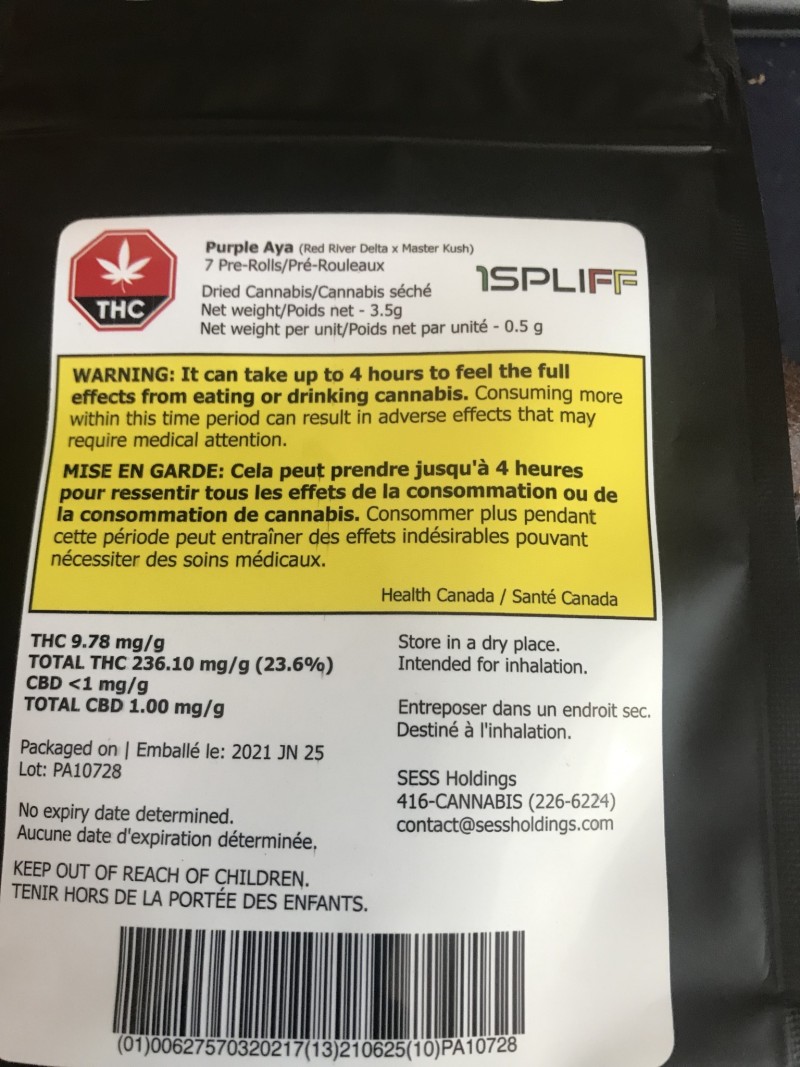 THC
Purple Aya (Red River Delta x Master Kush)
7 Pre-Rolls/Pré-Rouleaux
1SPLIFF
Dried Cannabis/Cannabis séché
Net weight/Poids net - 3.5g
Net weight per unit/Poids net par unité - 0.5 g
WARNING: It can take up to 4 hours to feel the full
effects from eating or drinking cannabis. Consuming more
within this time period can result in adverse effects that may
require medical attention.
MISE EN GARDE: Cela peut prendre jusqu'à 4 heures
pour ressentir tous les effets de la consommation ou de
la consommation de cannabis. Consommer plus pendant
cette période peut entraîner des effets indésirables pouvant
nécessiter des soins médicaux.
Health Canada / Santé Canada
THC 9.78 mg/g
TOTAL THC 236.10 mg/g (23.6%)
CBD <1 mg/g
TOTAL CBD 1.00 mg/g
Packaged on | Emballé le: 2021 JN 25
Lot: PA10728
No expiry date determined.
Aucune date d'expiration déterminée.
KEEP OUT OF REACH OF CHILDREN.
TENIR HORS DE LA PORTÉE DES ENFANTS.
Store in a dry place.
Intended for inhalation.
Entreposer dans un endroit sec.
Destiné à l'inhalation.
SESS Holdings
416-CANNABIS (226-6224)
contact@sessholdings.com
(01)00627570320217(13)210625(10)PA10728